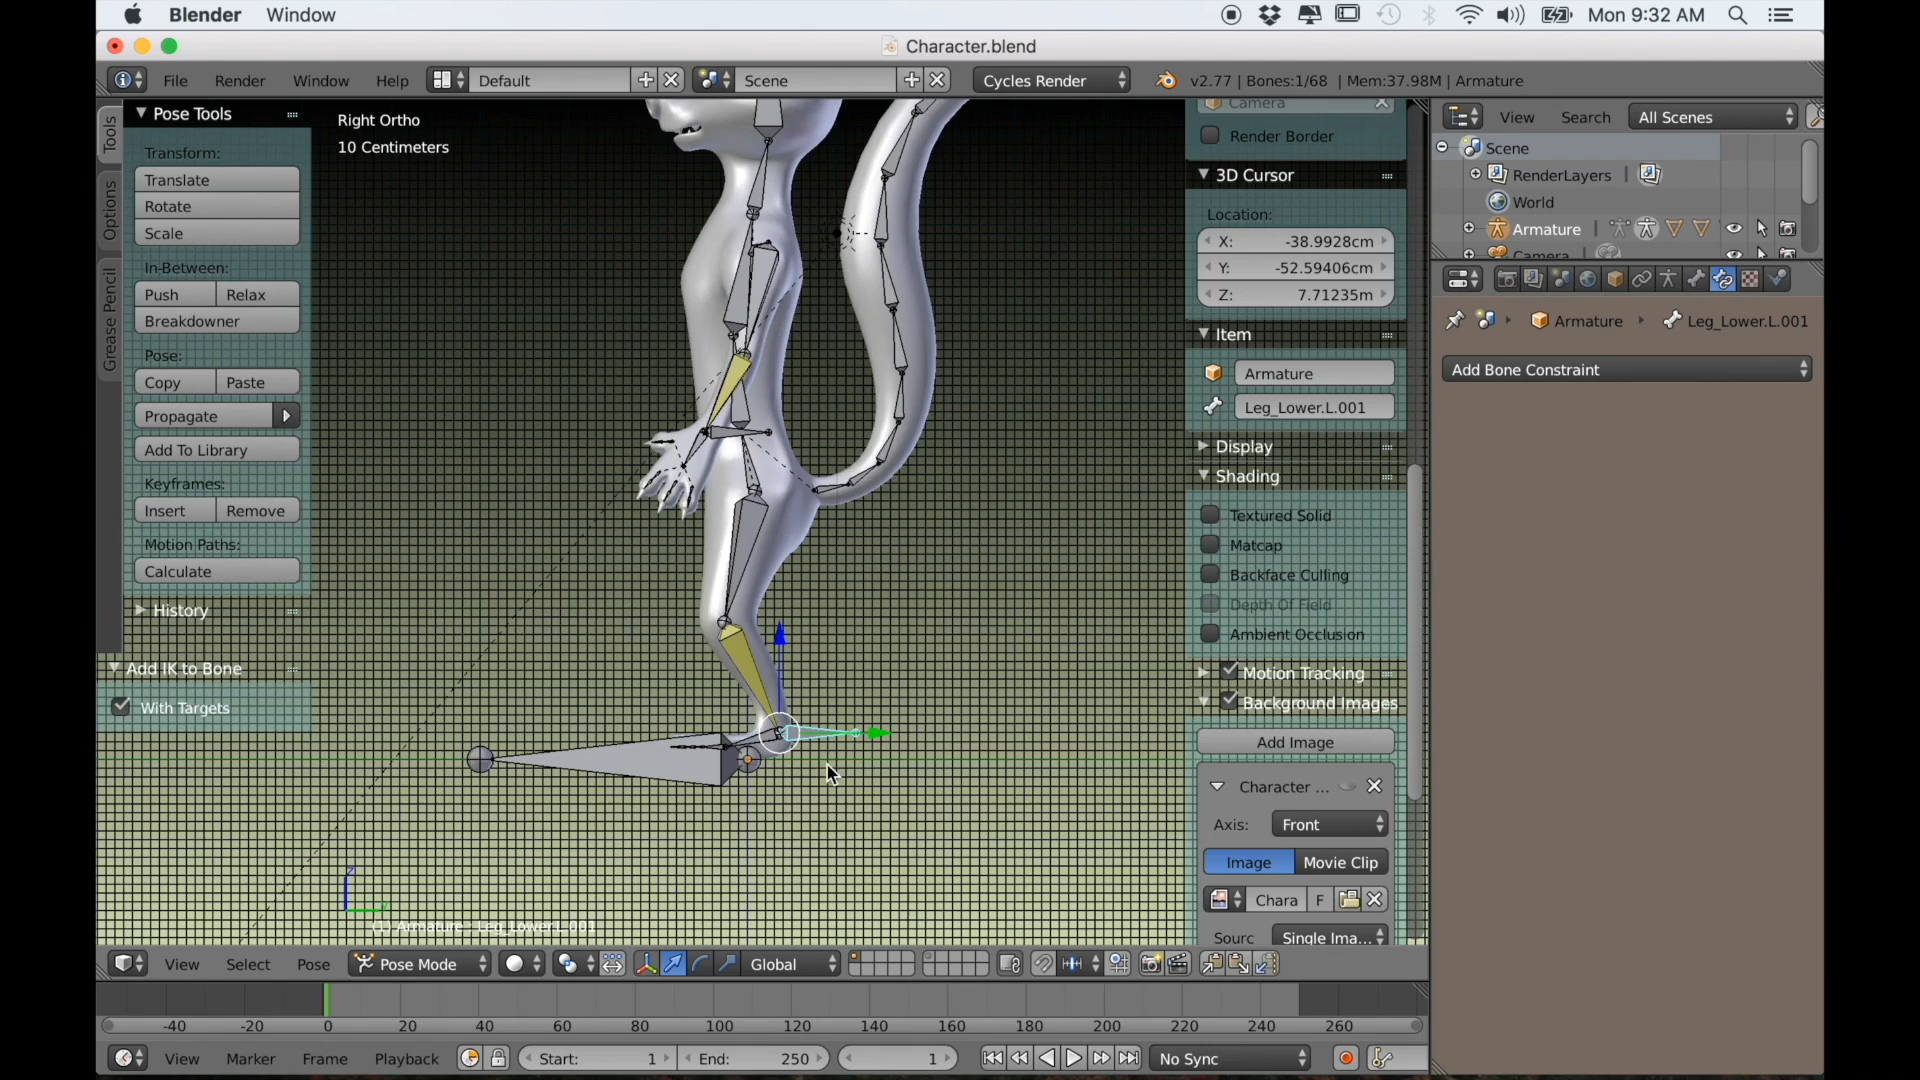 Blender Window Mon 9:32 AM
Character.blend
File Render Window Help Default Scene Cycles Render v2.77 | Bones:1/68 | Mem:37.98M | Armature
Tools
Options
Grease Pencil
Pose Tools
Transform:
Translate
Rotate
Scale
In-Between:
Push Relax
Breakdowner
Pose:
Copy Paste
Propagate
Add To Library
Keyframes:
Insert Remove
Motion Paths:
Calculate
History
Add IK to Bone
With Targets
Right Ortho
10 Centimeters
(1) Armature : Leg_Lower.L.001
Camera
Render Border
3D Cursor
Location:
X: -38.9928cm
Y: -52.59406cm
Z: 7.71235m
Item
Armature
Leg_Lower.L.001
Display
Shading
Textured Solid
Matcap
Backface Culling
Depth Of Field
Ambient Occlusion
Motion Tracking
Background Images
Add Image
Character ...
Axis: Front
Image Movie Clip
Chara F
Sourc Single Ima...
View Search All Scenes
Scene
RenderLayers |
World
Armature |
Camera
Armature Leg_Lower.L.001
Add Bone Constraint
View Select Pose Pose Mode Global
-40 -20 0 20 40 60 80 100 120 140 160 180 200 220 240 260
View Marker Frame Playback Start: 1 End: 250 1 No Sync